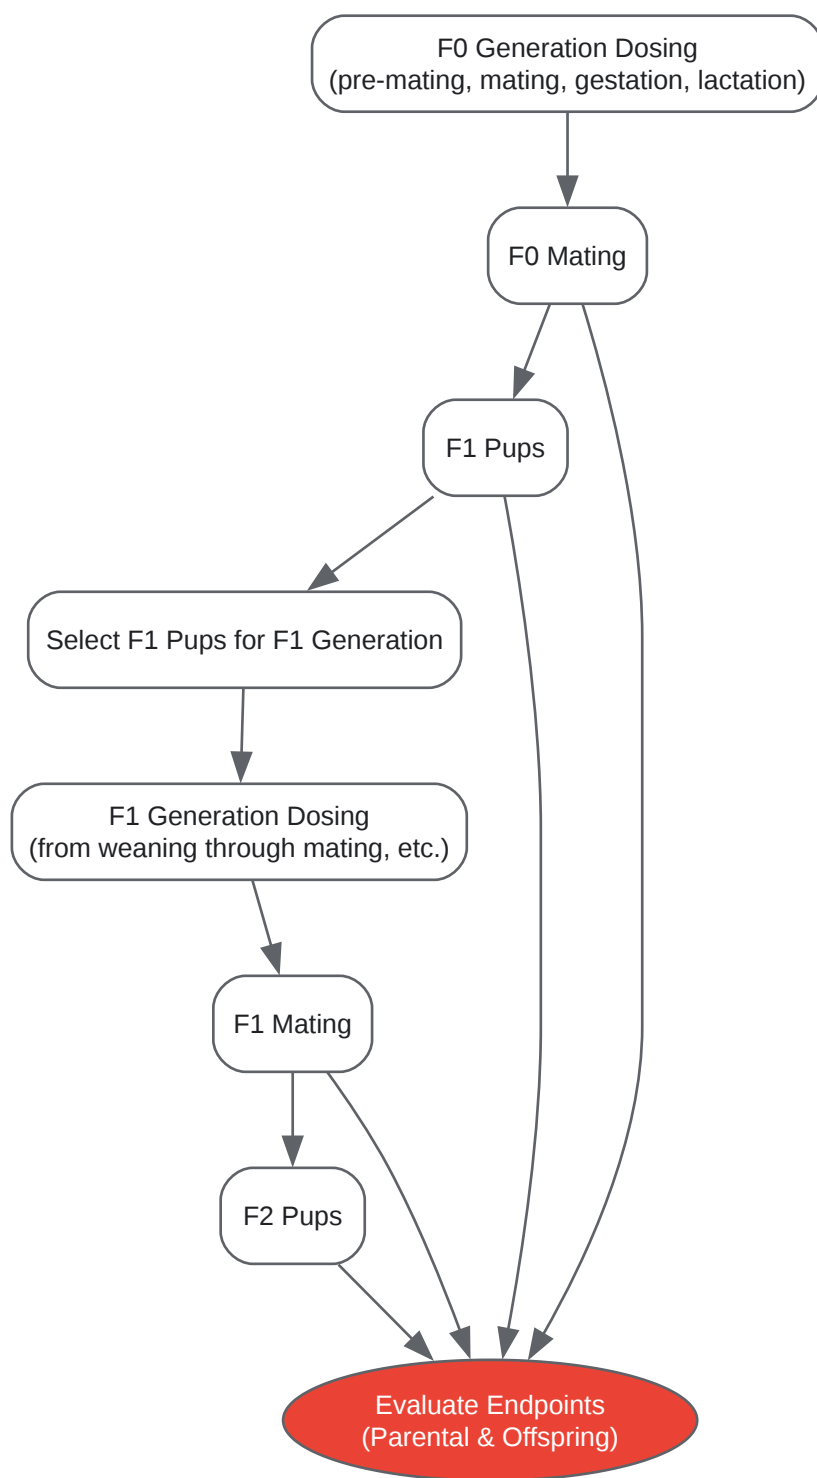 F0 Generation Dosing
(pre-mating, mating, gestation, lactation)
F0 Mating
F1 Pups
Select F1 Pups for F1 Generation
F1 Generation Dosing
(from weaning through mating, etc.)
F1 Mating
F2 Pups
Evaluate Endpoints
(Parental & Offspring)